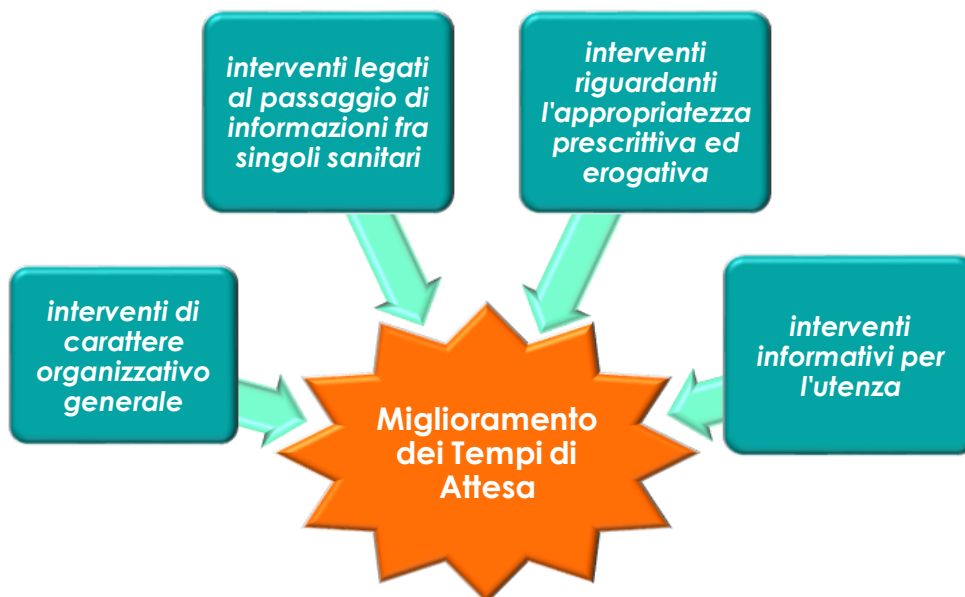 interventi legati
al passaggio di
informazioni fra
singoli sanitari
interventi
riguardanti
l'appropriatezza
prescrittiva ed
erogativa
interventi di
carattere
organizzativo
generale
interventi
informativi per
l'utenza
Miglioramento
dei Tempi di
Attesa